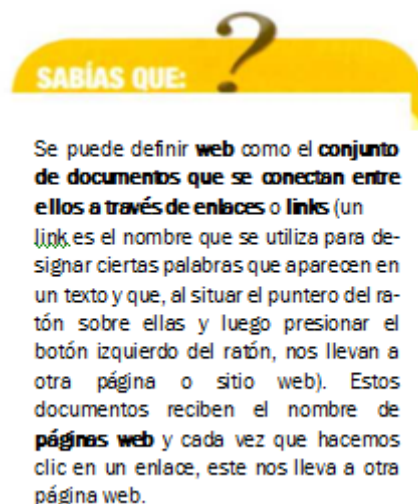 SABÍAS QUE:
?
Se puede definir web como el conjunto
de documentos que se conectan entre
ellos a través de enlaces o links (un
link es el nombre que se utiliza para de-
signar ciertas palabras que aparecen en
un texto y que, al situar el puntero del ra-
tón sobre ellas y luego presionar el
botón izquierdo del ratón, nos llevan a
otra página o sitio web). Estos
documentos reciben el nombre de
páginas web y cada vez que hacemos
clic en un enlace, este nos lleva a otra
página web.